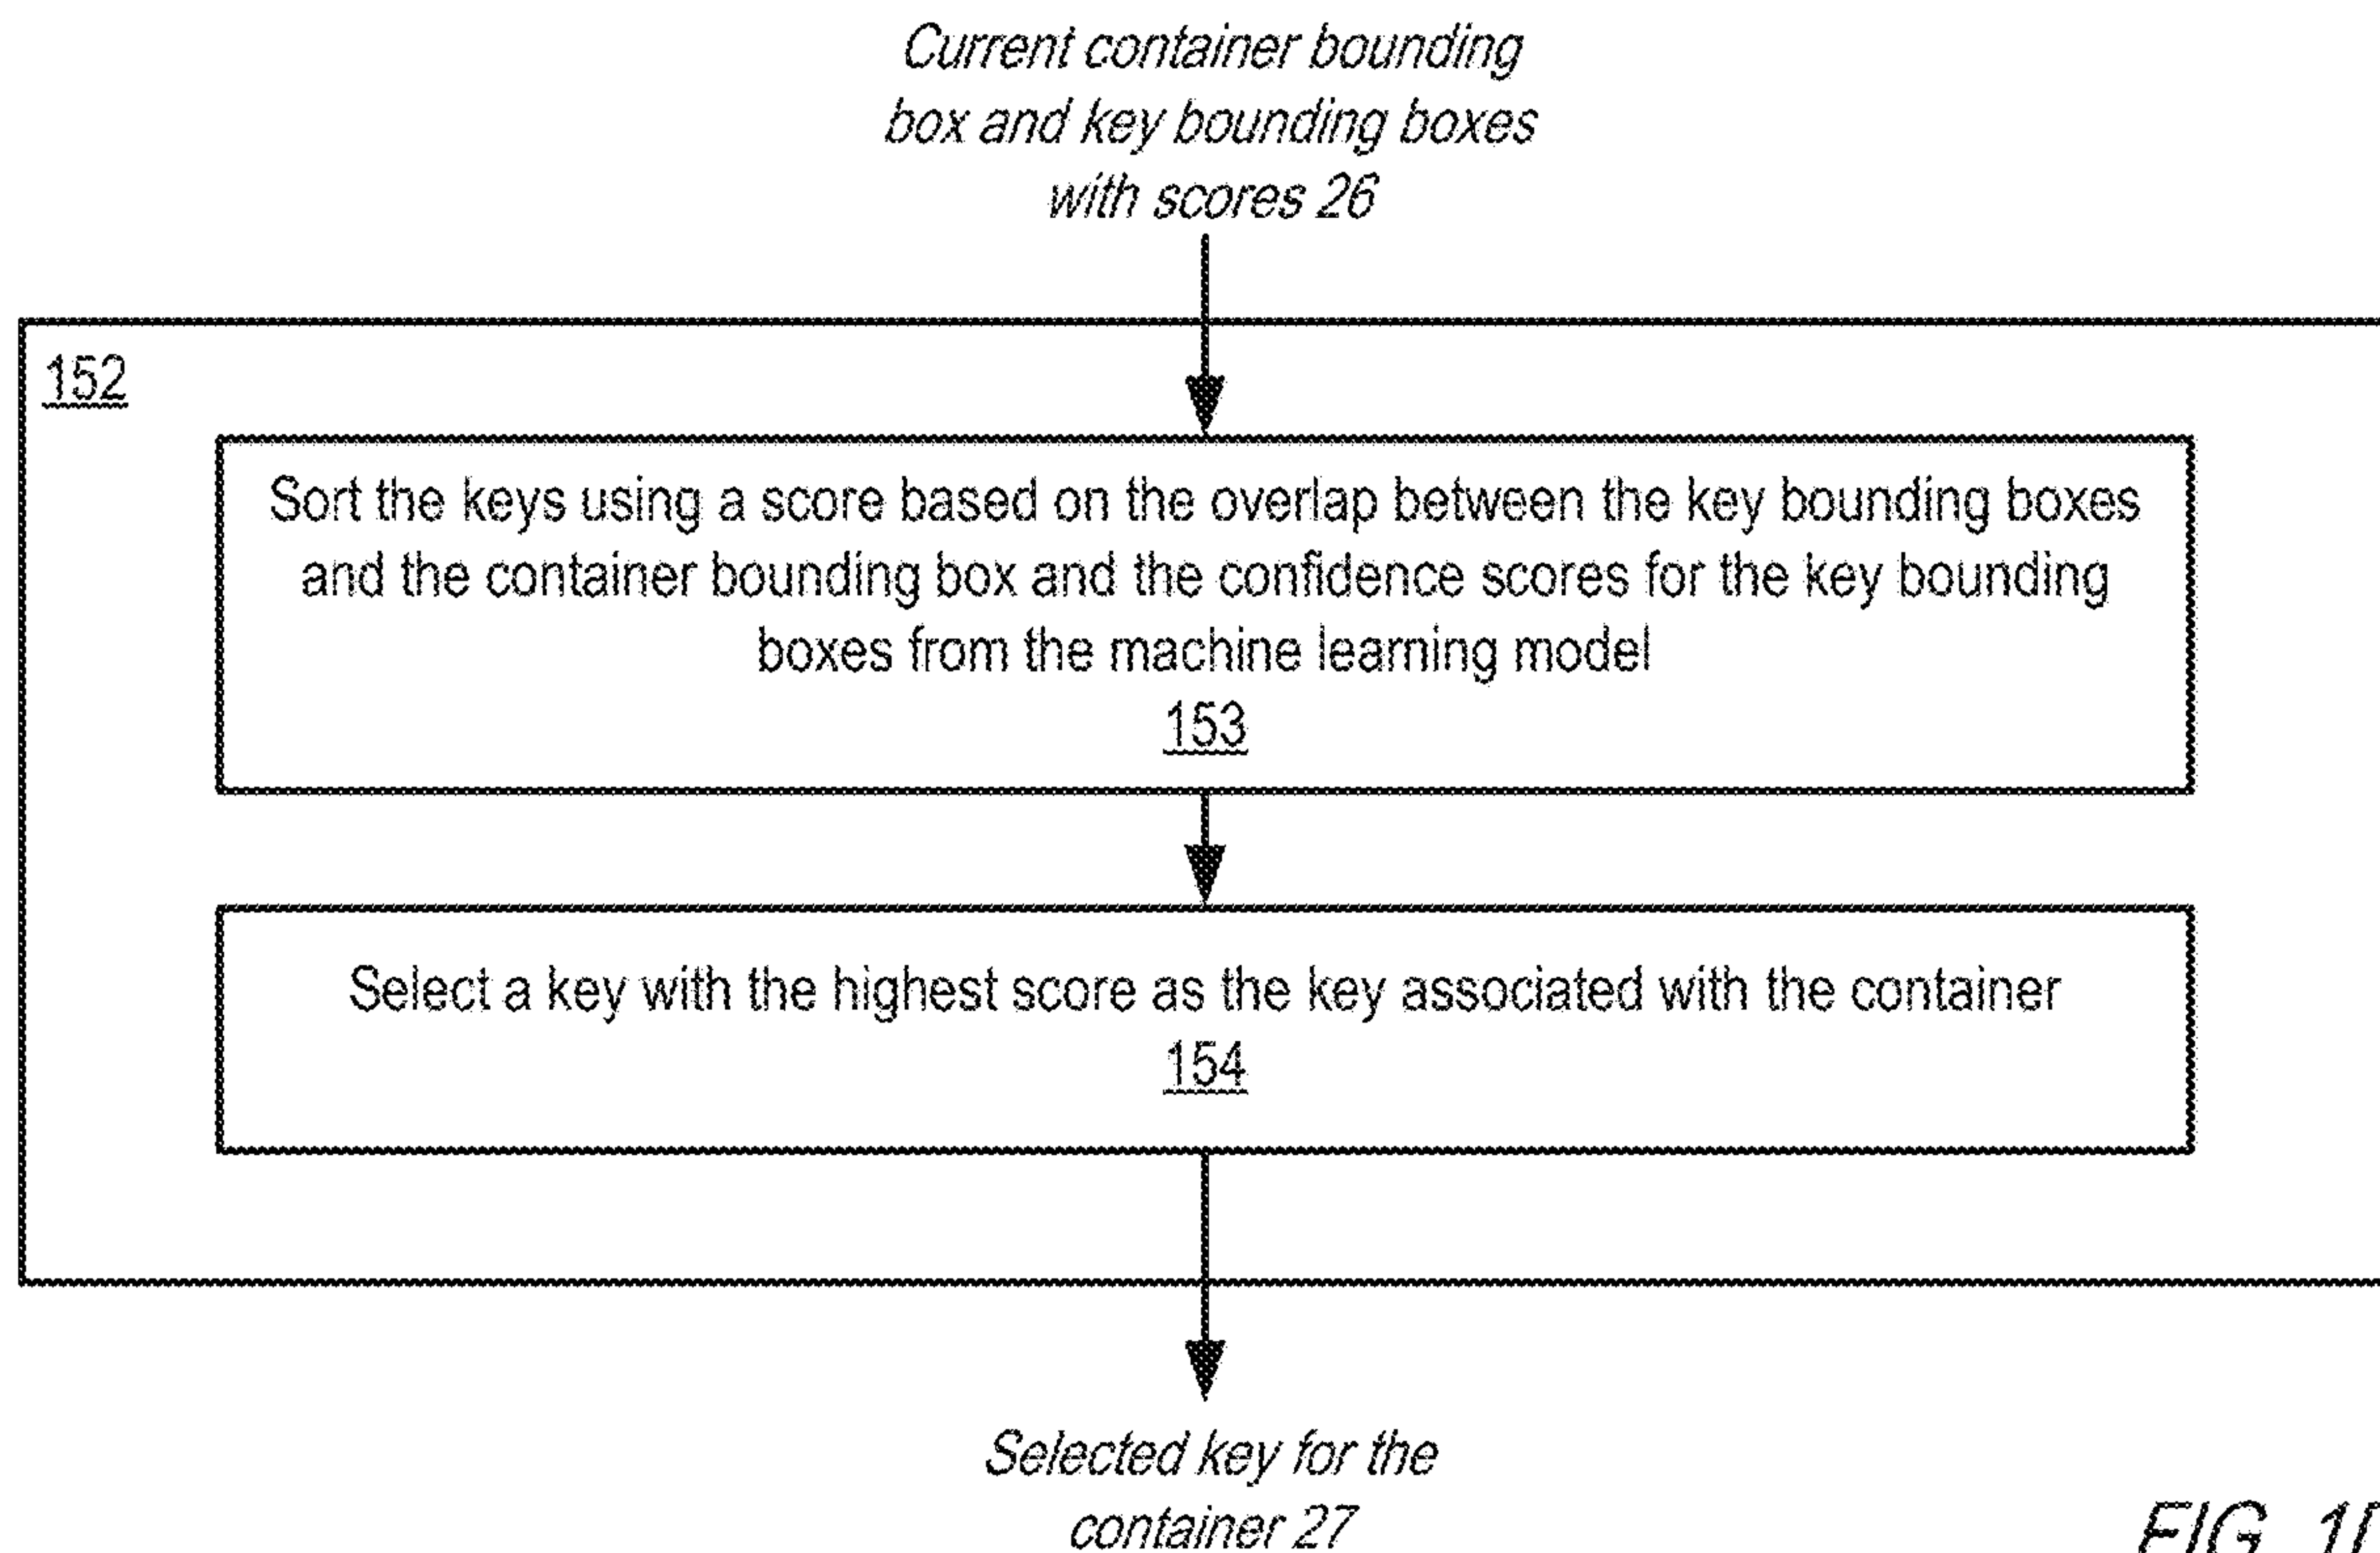 Current container bounding
box and key bounding boxes
with scores 26
152
Sort the keys using a score based on the overlap between the key bounding boxes
and the container bounding box and the confidence scores for the key bounding
boxes from the machine learning model
153
Select a key with the highest score as the key associated with the container
154
Selected key for the
container 27
FIG.